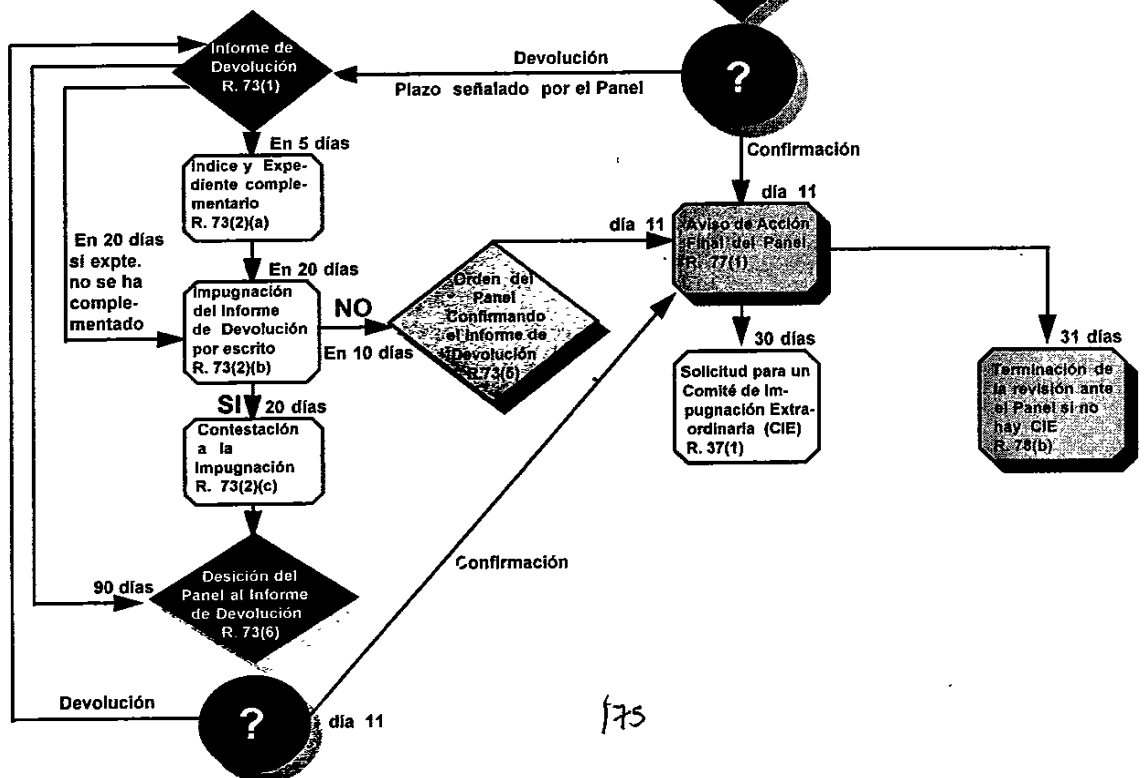 ?
Devolución
Plazo señalado por el Panel
Informe de
Devolución
R. 73(1)
Confirmación
En 5 días
Indice y Expe-
diente comple-
mentario
R. 73(2)(a)
día 11
Aviso de Acción
Final del Panel
R. 77(1)
día 11
En 20 días
si expte.
no se ha
comple-
mentado
En 20 días
Impugnación
del Informe
de Devolución
por escrito
R. 73(2)(b)
NO
En 10 días
Orden del
Panel
Confirmando
el Informe de
Devolución
R.73(5)
30 días
Solicitud para un
Comité de Im-
pugnación Extra-
ordinaria (CIE)
R. 37(1)
31 días
Terminación de
la revisión ante
el Panel si no
hay CIE
R. 78(b)
SI
20 días
Contestación
a la
Impugnación
R. 73(2)(c)
90 días
Desición del
Panel al Informe
de Devolución
R. 73(6)
Confirmación
Devolución
?
día 11
175